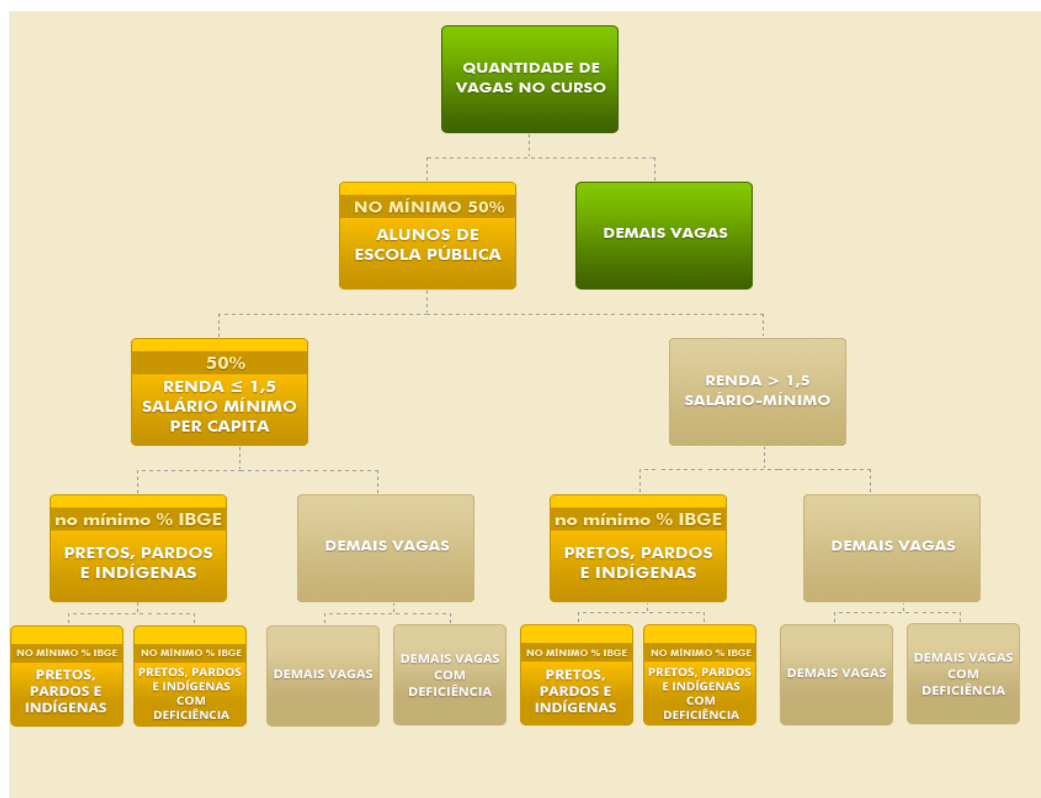 QUANTIDADE DE
VAGAS NO CURSO
NO MÍNIMO 50%
ALUNOS DE
ESCOLA PÚBLICA
DEMAIS VAGAS
50%
RENDA ≤ 1,5
SALÁRIO MÍNIMO
PER CAPITA
RENDA > 1,5
SALÁRIO-MÍNIMO
no mínimo % IBGE
PRETOS, PARDOS
E INDÍGENAS
DEMAIS VAGAS
no mínimo % IBGE
PRETOS, PARDOS
E INDÍGENAS
DEMAIS VAGAS
NO MÍNIMO % IBGE
PRETOS,
PARDOS E
INDÍGENAS
NO MÍNIMO % IBGE
PRETOS, PARDOS
E INDÍGENAS
COM
DEFICIÊNCIA
DEMAIS VAGAS
DEMAIS VAGAS
COM
DEFICIÊNCIA
NO MÍNIMO % IBGE
PRETOS,
PARDOS E
INDÍGENAS
NO MÍNIMO % IBGE
PRETOS, PARDOS
E INDÍGENAS
COM
DEFICIÊNCIA
DEMAIS VAGAS
DEMAIS VAGAS
COM
DEFICIÊNCIA